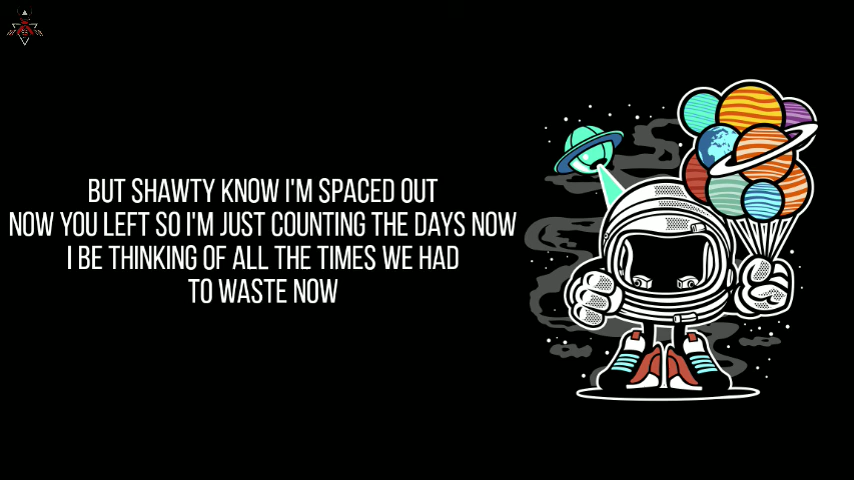 BUT SHAWTY KNOW I'M SPACED OUT
NOW YOU LEFT SO I'M JUST COUNTING THE DAYS NOW
I BE THINKING OF ALL THE TIMES WE HAD
TO WASTE NOW